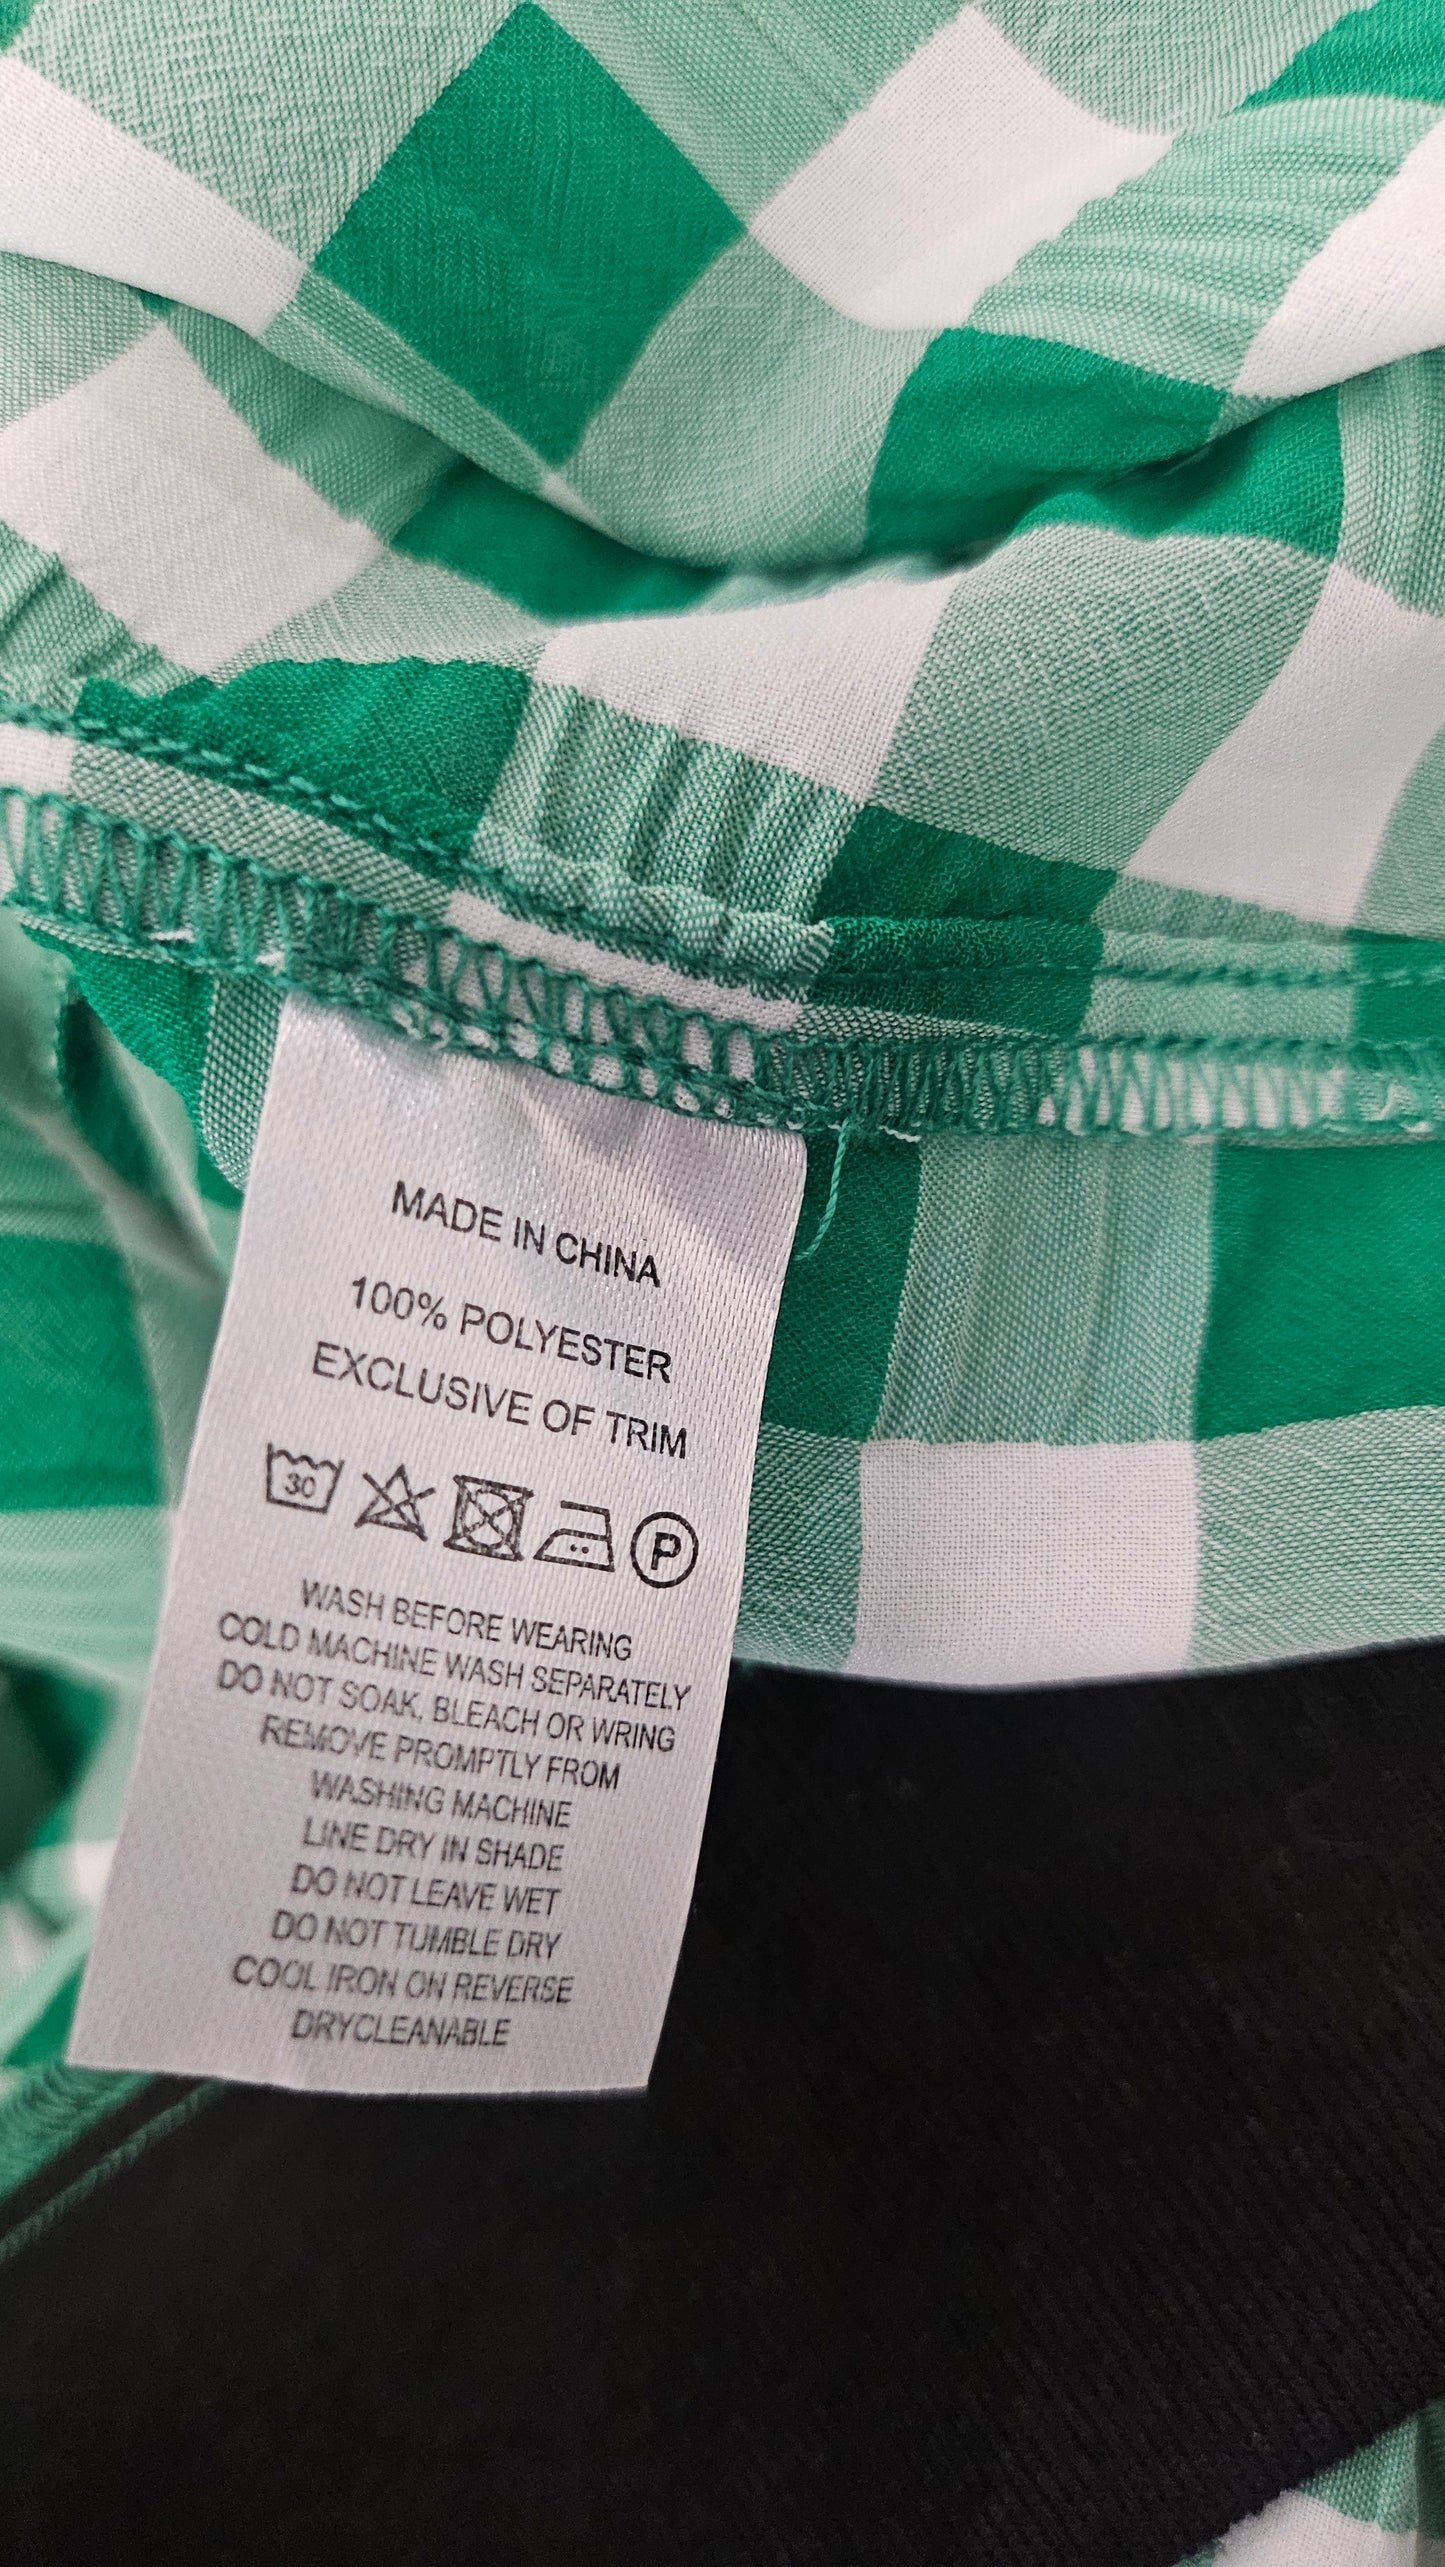 MADE IN CHINA
100% POLYESTER
EXCLUSIVE OF TRIM
30 P
WASH BEFORE WEARING
COLD MACHINE WASH SEPARATELY
DO NOT SOAK, BLEACH OR WRING
REMOVE PROMPTLY FROM
WASHING MACHINE
LINE DRY IN SHADE
DO NOT LEAVE WET
DO NOT TUMBLE DRY
COOL IRON ON REVERSE
DRYCLEANABLE